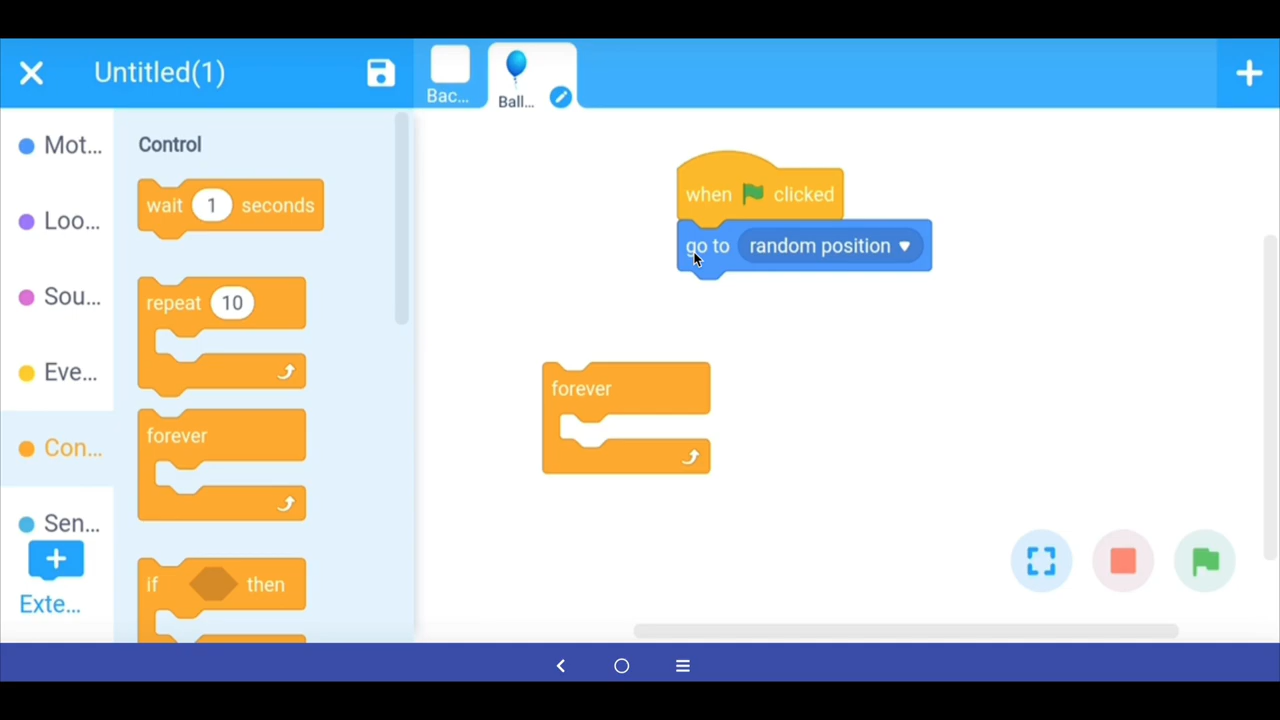 Untitled(1)
Bac...
Ball...
Mot...
Loo...
Sou...
Eve...
Con...
Sen...
Exte...
Control
wait 1 seconds
repeat 10
forever
if then
when clicked
go to random position
forever